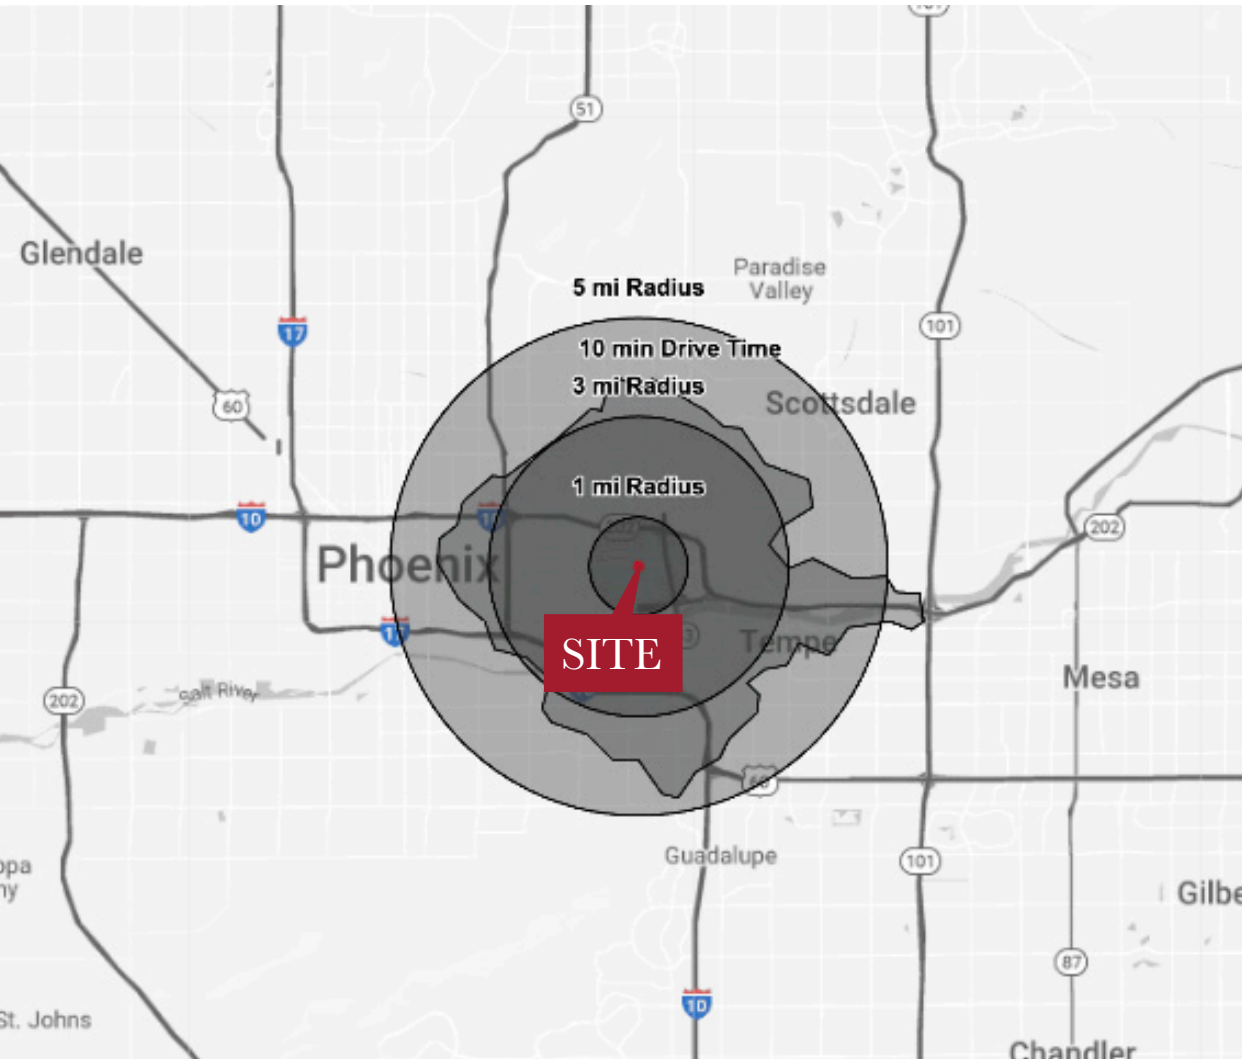 51
Glendale
Paradise
Valley
5 mi Radius
17
101
10 min Drive Time
3 mi Radius
60
Scottsdale
1 mi Radius
10
202
Phoenix
17
SITE
Tempe
Mesa
Salt River
202
60
Guadalupe
101
Gilbe
87
10
St. Johns
Chandler